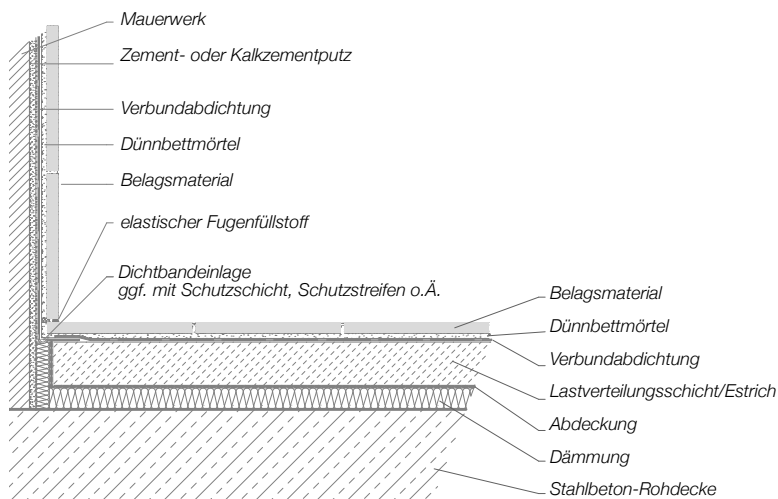 Mauerwerk
Zement- oder Kalkzementputz
Verbundabdichtung
Dünnbettmörtel
Belagsmaterial
elastischer Fugenfüllstoff
Dichtbandeinlage
ggf. mit Schutzschicht, Schutzstreifen o.Ä.
Belagsmaterial
Dünnbettmörtel
Verbundabdichtung
Lastverteilungsschicht/Estrich
Abdeckung
Dämmung
Stahlbeton-Rohdecke